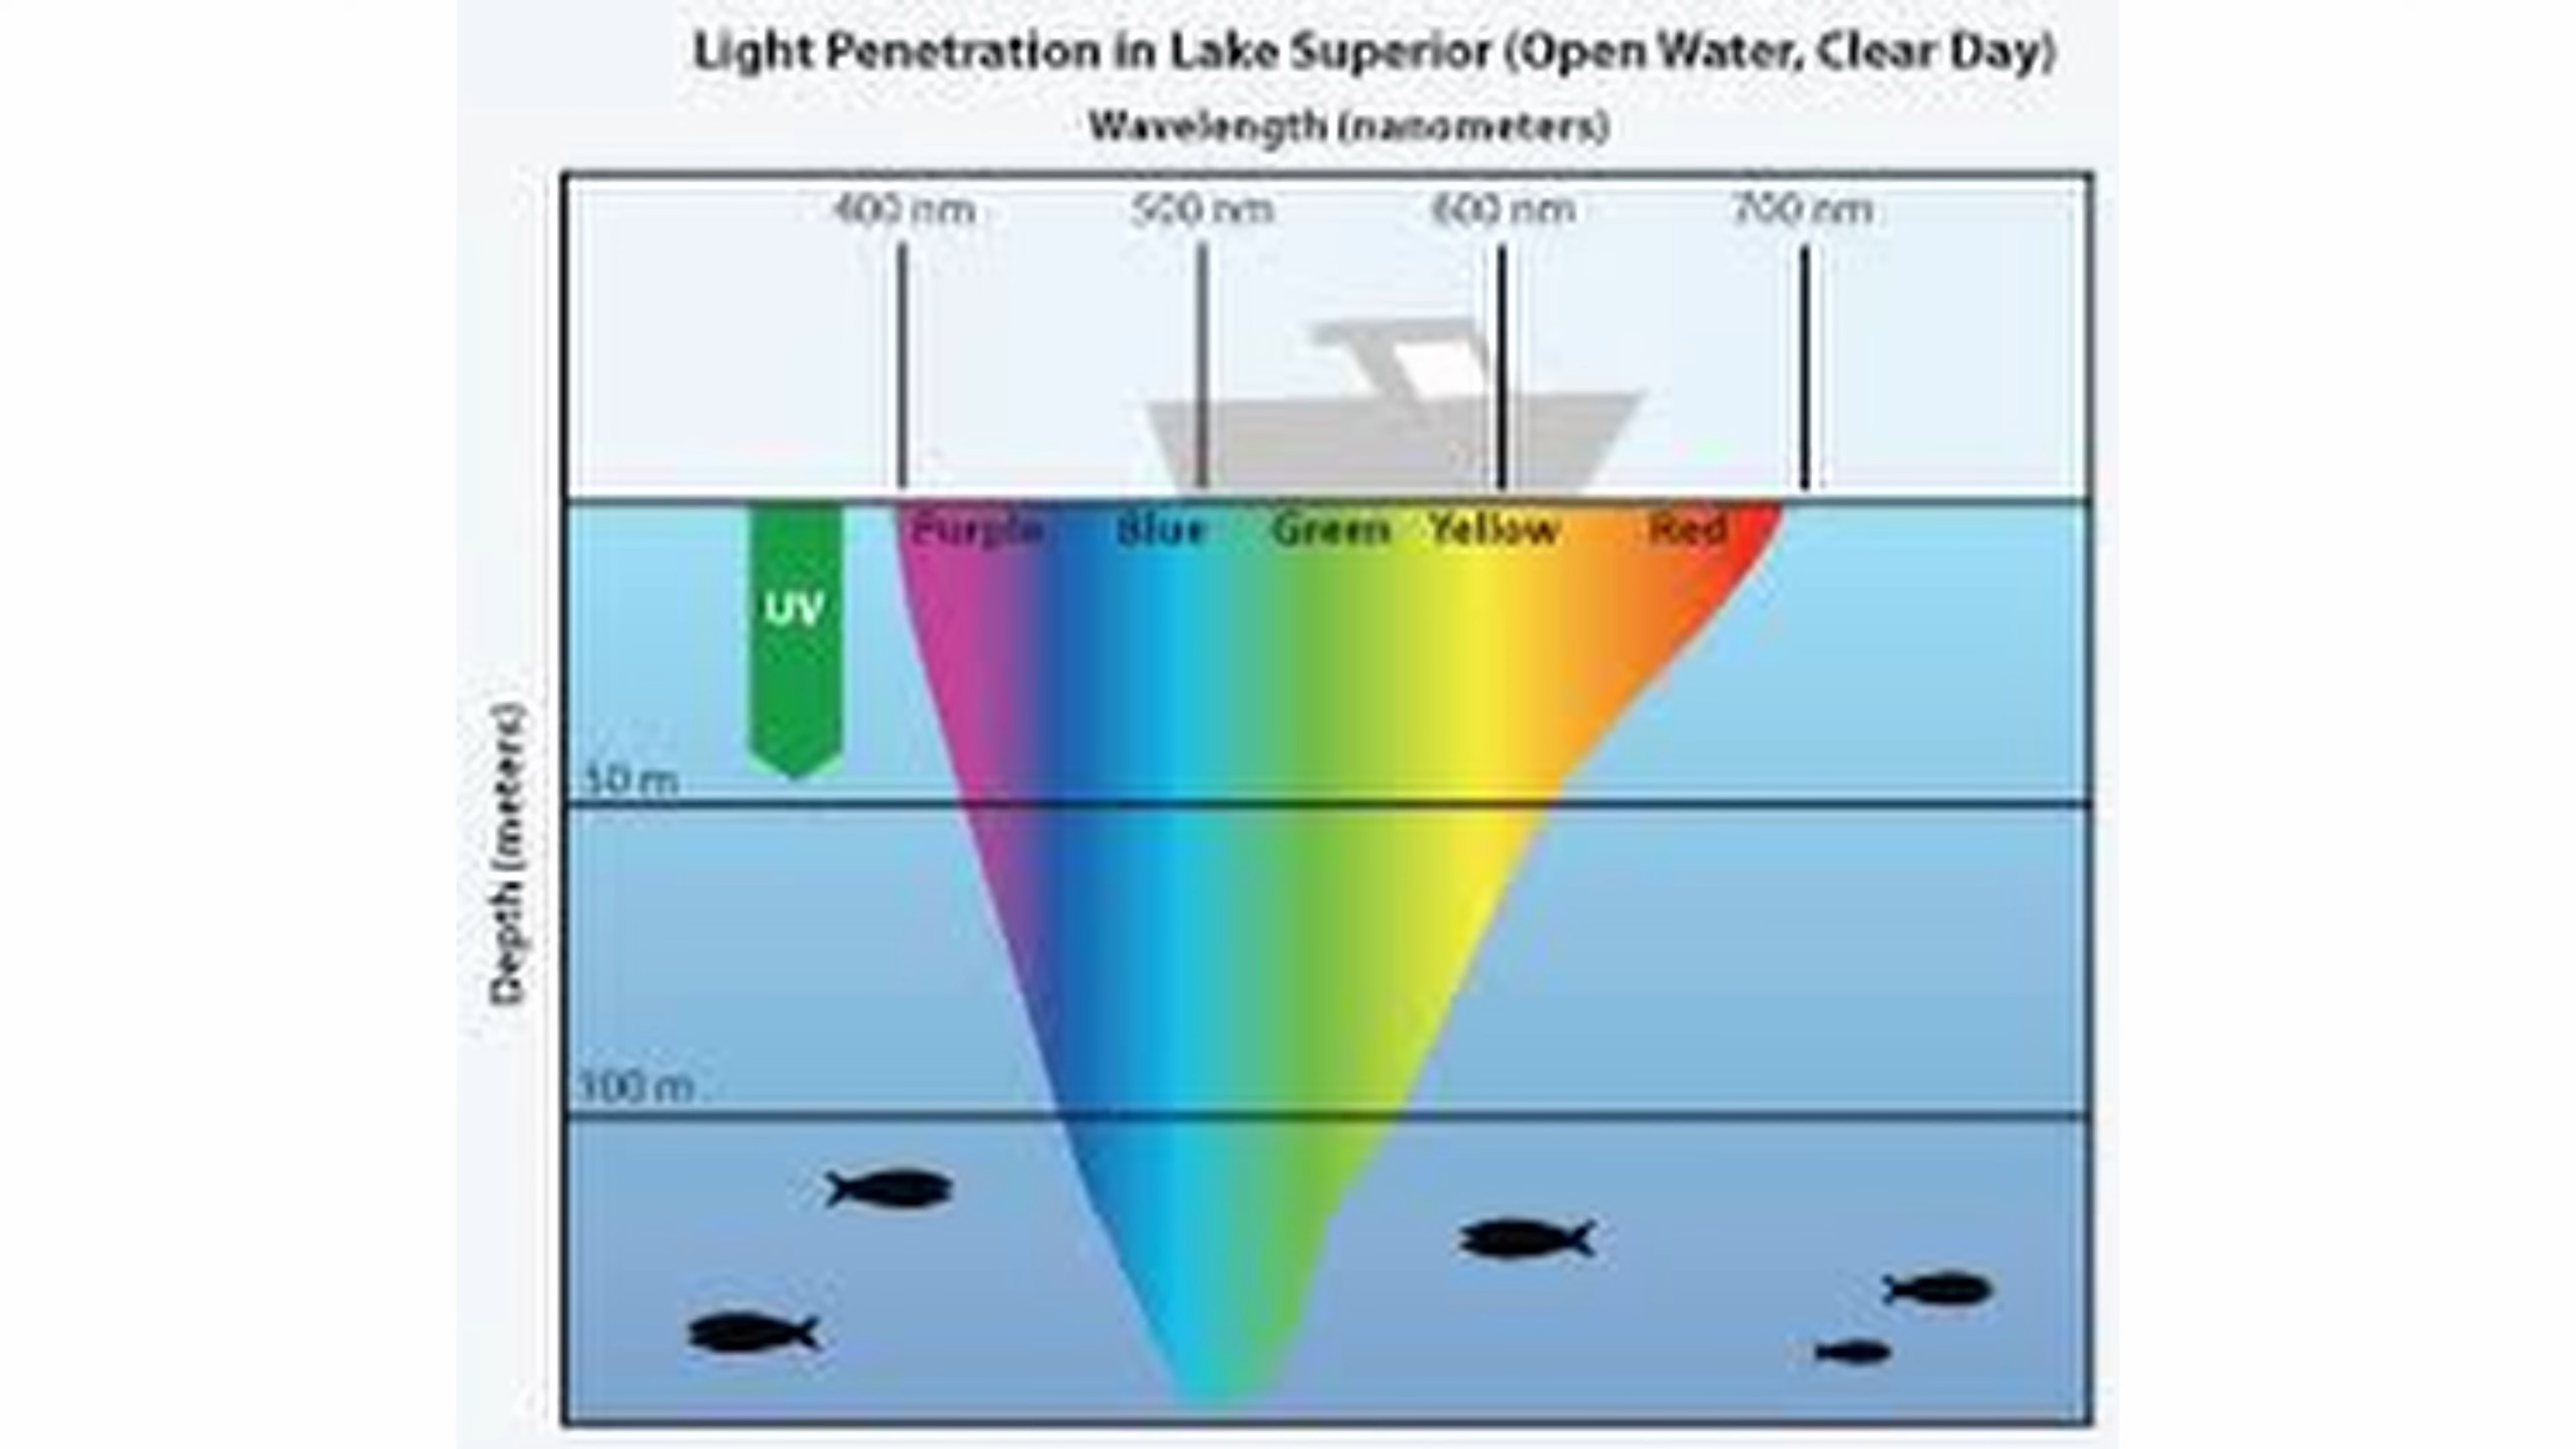 Light Penetration in Lake Superior (Open Water, Clear Day)
Wavelength (nanometers)
400 nm 500 nm 600 nm 700 nm
Purple Blue Green Yellow Red
UV
50 m
Depth (meters)
100 m